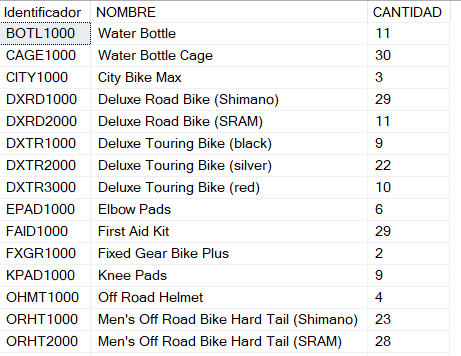 Identificador NOMBRE CANTIDAD
BOTL1000 Water Bottle 11
CAGE1000 Water Bottle Cage 30
CITY1000 City Bike Max 3
DXRD1000 Deluxe Road Bike (Shimano) 29
DXRD2000 Deluxe Road Bike (SRAM) 11
DXTR1000 Deluxe Touring Bike (black) 9
DXTR2000 Deluxe Touring Bike (silver) 22
DXTR3000 Deluxe Touring Bike (red) 10
EPAD1000 Elbow Pads 6
FAID1000 First Aid Kit 29
FXGR1000 Fixed Gear Bike Plus 2
KPAD1000 Knee Pads 9
OHMT1000 Off Road Helmet 4
ORHT1000 Men's Off Road Bike Hard Tail (Shimano) 23
ORHT2000 Men's Off Road Bike Hard Tail (SRAM) 28